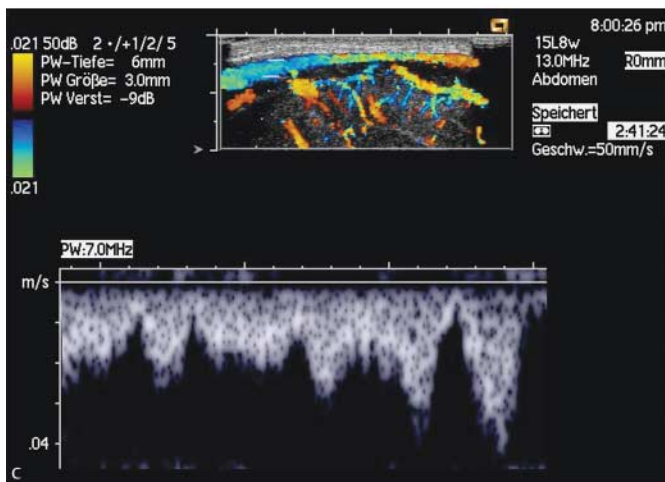 8:00:26 pm
.021 50dB 2 •/+1/2/5
PW-Tiefe= 6mm
PW Größe= 3.0mm
PW Verst= -9dB
.021
15L8w
13.0MHz R0mm
Abdomen
Speichert
2:41:24
Geschw.=50mm/s
PW:7.0MHz
m/s
.04
C